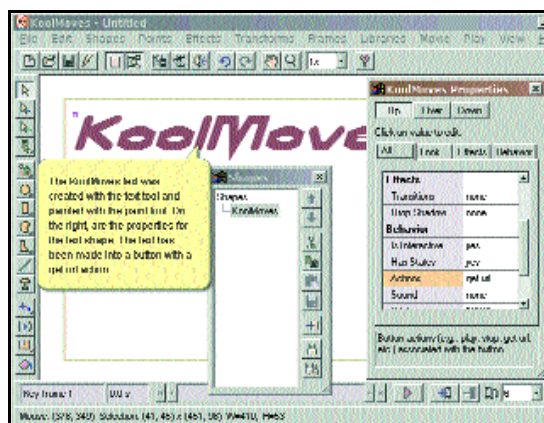 KoolMoves - Untitled
File Edit Shapes Points Effects Transforms Frames Libraries Movie Play View
1x
KoolMoves
The KoolMoves text was
created with the text tool and
painted with the paint tool. On
the right, are the properties for
the text shape. The text has
been made into a button with a
get url action.
Shapes
Shapes
KoolMoves
KoolMoves Properties
Up Over Down
Click on value to edit.
All Look Effects Behavior
Effects
Transitions none
Drop Shadow none
Behavior
Is Interactive yes
Has States yes
Actions get url
Sound none
Button actions (e.g., play, stop, get url,
etc.) associated with the button
Key frame 1 0.0 s
Mouse: (378, 349) Selection: (41, 45) x (451, 98) W=410, H=53